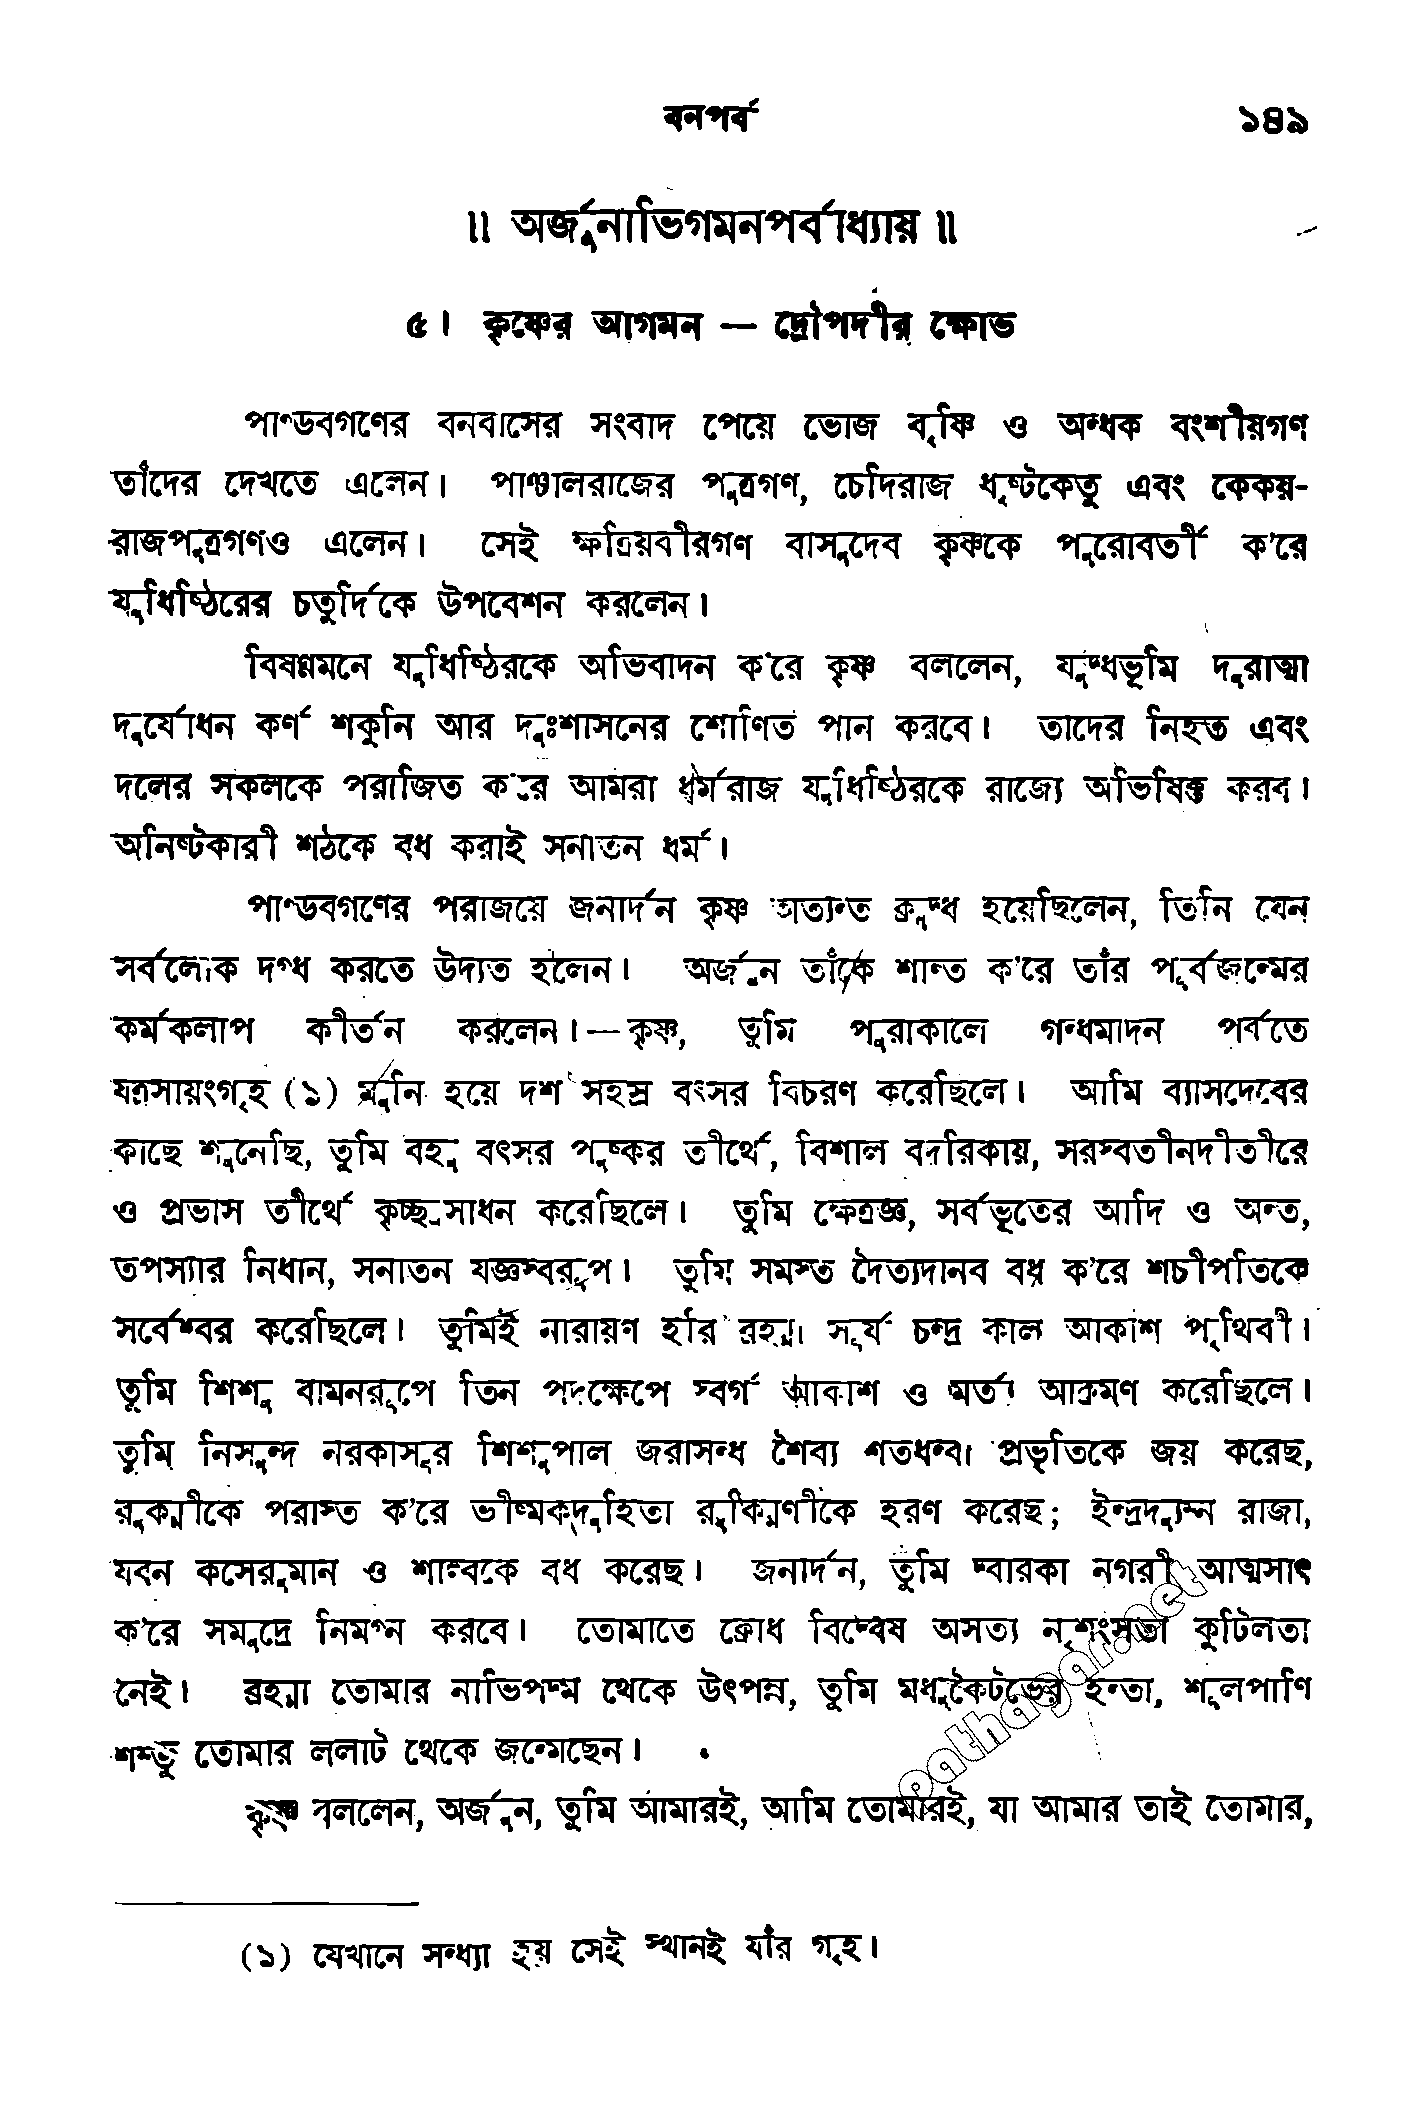 বনপর্ব ১৪৯
॥ অর্জুনাভিগমনপর্বাধ্যায় ॥
৫। কৃষ্ণের আগমন — দ্রৌপদীর ক্ষোভ
পাণ্ডবগণের বনবাসের সংবাদ পেয়ে ভোজ বৃষ্ণি ও অন্ধক বংশীয়গণ
তাঁদের দেখতে এলেন। পাঞ্চালরাজের পুত্রগণ, চেদিরাজ ধৃষ্টকেতু এবং কেকয়-
রাজপুত্রগণও এলেন। সেই ক্ষত্রিয়বীরগণ বাসুদেব কৃষ্ণকে পুরোবর্তী ক'রে
যুধিষ্ঠিরের চতুর্দিকে উপবেশন করলেন।
বিষণ্ণমনে যুধিষ্ঠিরকে অভিবাদন ক'রে কৃষ্ণ বললেন, যুদ্ধভূমি দুরাত্মা
দুর্যোধন কর্ণ শকুনি আর দুঃশাসনের শোণিত পান করবে। তাদের নিহত এবং
দলের সকলকে পরাজিত ক'রে আমরা ধর্মরাজ যুধিষ্ঠিরকে রাজ্যে অভিষিক্ত করব।
অনিষ্টকারী শঠকে বধ করাই সনাতন ধর্ম।
পাণ্ডবগণের পরাজয়ে জনার্দন কৃষ্ণ অত্যন্ত ক্রুদ্ধ হয়েছিলেন, তিনি যেন
সর্বলোক দগ্ধ করতে উদ্যত হলেন। অর্জুন তাঁকে শান্ত ক'রে তাঁর পূর্বজন্মের
কর্মকলাপ কীর্তন করলেন।—কৃষ্ণ, তুমি পুরাকালে গন্ধমাদন পর্বতে
যত্রসায়ংগৃহ (১) মুনি হয়ে দশ সহস্র বৎসর বিচরণ করেছিলে। আমি ব্যাসদেবের
কাছে শুনেছি, তুমি বহু বৎসর পুষ্কর তীর্থে, বিশাল বদরিকায়, সরস্বতীনদীতীরে
ও প্রভাস তীর্থে কৃচ্ছ্রসাধন করেছিলে। তুমি ক্ষেত্রজ্ঞ, সর্বভূতের আদি ও অন্ত,
তপস্যার নিধান, সনাতন যজ্ঞস্বরূপ। তুমি সমস্ত দৈত্যদানব বধ ক'রে শচীপতিকে
সর্বেশ্বর করেছিলে। তুমিই নারায়ণ হরি ব্রহ্মা সূর্য চন্দ্র কাল আকাশ পৃথিবী।
তুমি শিশু বামনরূপে তিন পদক্ষেপে স্বর্গ আকাশ ও মর্ত্য আক্রমণ করেছিলে।
তুমি নিসুন্দ নরকাসুর শিশুপাল জরাসন্ধ শৈব্য শতধন্বা প্রভৃতিকে জয় করেছ,
রুক্মীকে পরাস্ত ক'রে ভীষ্মকদুহিতা রুক্মিণীকে হরণ করেছ; ইন্দ্রদ্যুম্ন রাজা,
যবন কসেরুমান ও শাল্বকে বধ করেছ। জনার্দন, তুমি দ্বারকা নগরী আত্মসাৎ
ক'রে সমুদ্রে নিমগ্ন করবে। তোমাতে ক্রোধ বিদ্বেষ অসত্য নৃশংসতা কুটিলতা
নেই। ব্রহ্মা তোমার নাভিপদ্ম থেকে উৎপন্ন, তুমি মধুকৈটভের হন্তা, শূলপাণি
শম্ভু তোমার ললাট থেকে জন্মেছেন।
কৃষ্ণ বললেন, অর্জুন, তুমি আমারই, আমি তোমারই, যা আমার তাই তোমার,
(১) যেখানে সন্ধ্যা হয় সেই স্থানই যাঁর গৃহ।
pathagar.net